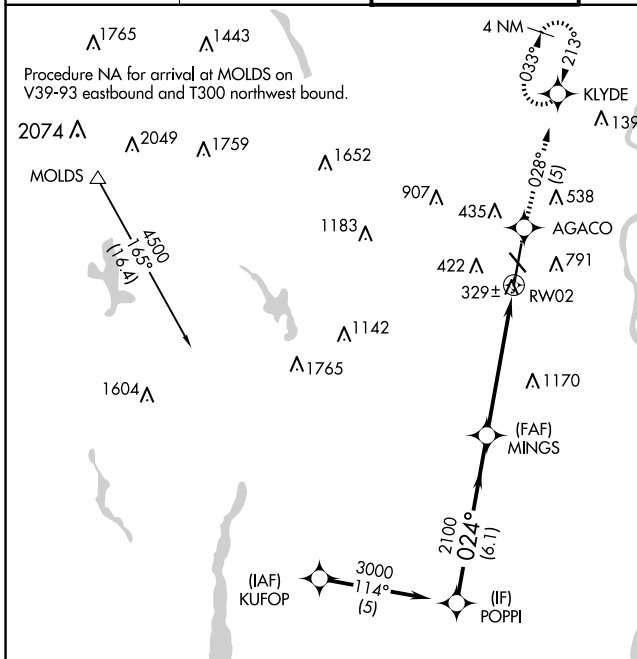 1765
1443
4 NM
033°
213°
Procedure NA for arrival at MOLDS on
V39-93 eastbound and T300 northwest bound.
KLYDE
139
2074
2049
1759
1652
028°
(5)
MOLDS
907
538
435
AGACO
1183
4500
165°
(16.4)
422
791
329±
RW02
1142
1765
1170
1604
(FAF)
MINGS
2100
024°
(6.1)
(IAF)
KUFOP
3000
114°
(5)
(IF)
POPPI